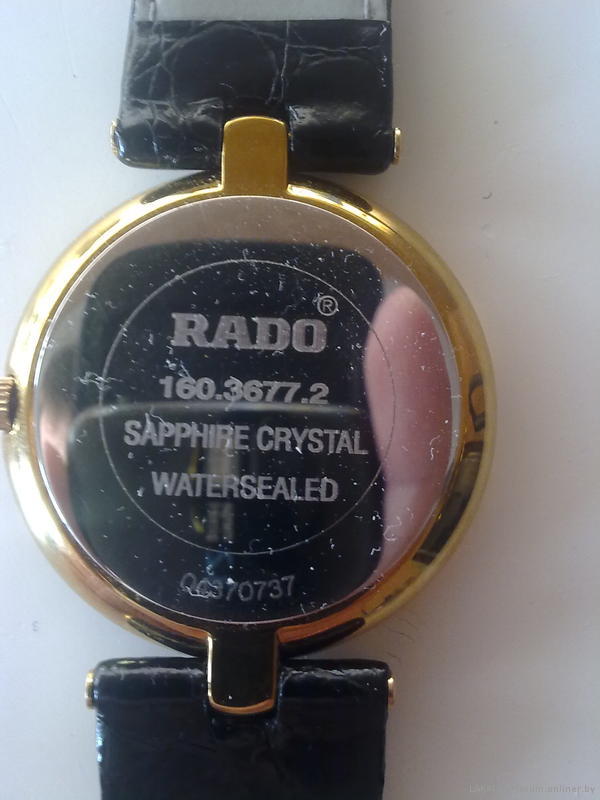 RADO®
160.3677.2
SAPPHIRE CRYSTAL
WATERSEALED